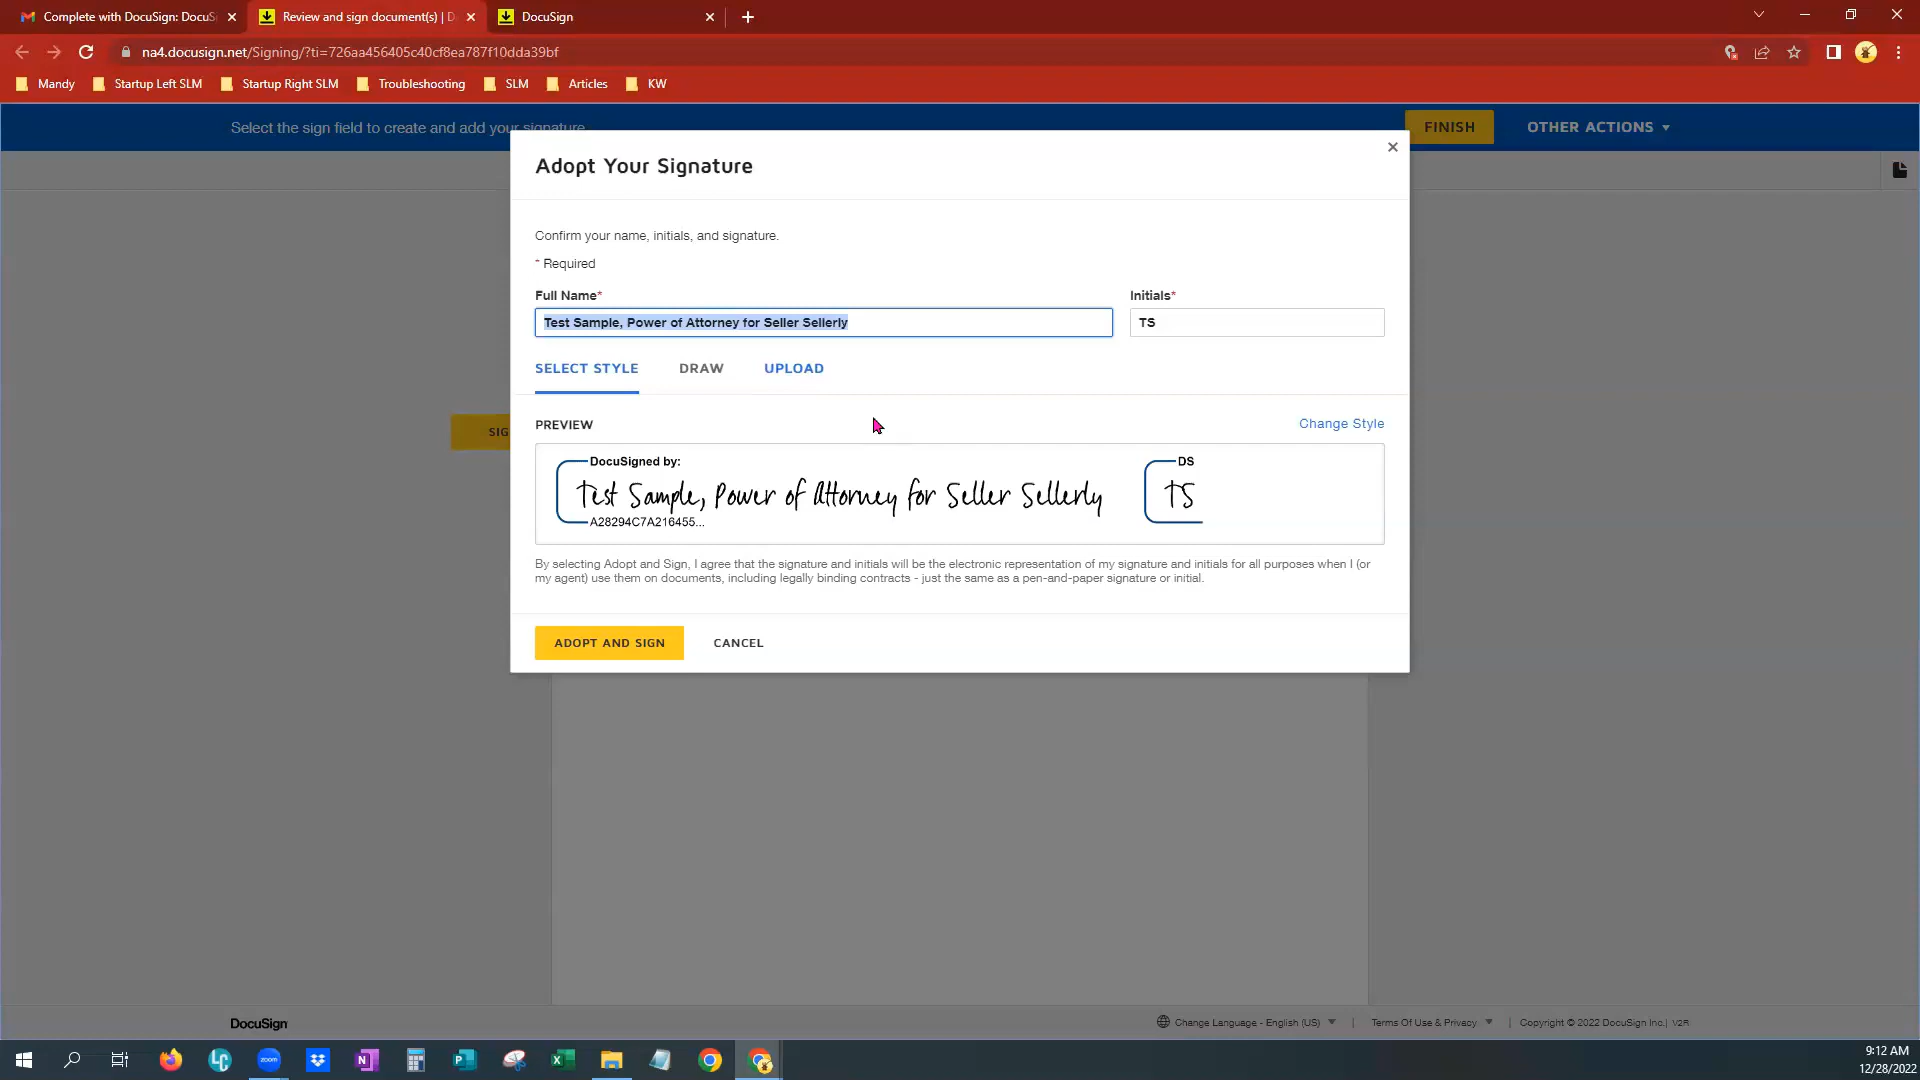 Complete with DocuSign: DocuS
Review and sign document(s) | D
DocuSign
na4.docusign.net/Signing/?ti=726aa456405c40cf8ea787f10dda39bf
Mandy
Startup Left SLM
Startup Right SLM
Troubleshooting
SLM
Articles
KW
Select the sign field to create and add your signature.
FINISH
OTHER ACTIONS
Adopt Your Signature
Confirm your name, initials, and signature.
* Required
Full Name*
Initials*
Test Sample, Power of Attorney for Seller Sellerly
TS
SELECT STYLE
DRAW
UPLOAD
SIG
PREVIEW
Change Style
DocuSigned by:
DS
Test Sample, Power of Attorney for Seller Sellerly
TS
A28294C7A216455...
By selecting Adopt and Sign, I agree that the signature and initials will be the electronic representation of my signature and initials for all purposes when I (or
my agent) use them on documents, including legally binding contracts - just the same as a pen-and-paper signature or initial.
ADOPT AND SIGN
CANCEL
DocuSign
Change Language - English (US)
Terms Of Use & Privacy
Copyright © 2022 DocuSign Inc. | V2R
LC
zoom
N
P
X
9:12 AM
12/28/2022